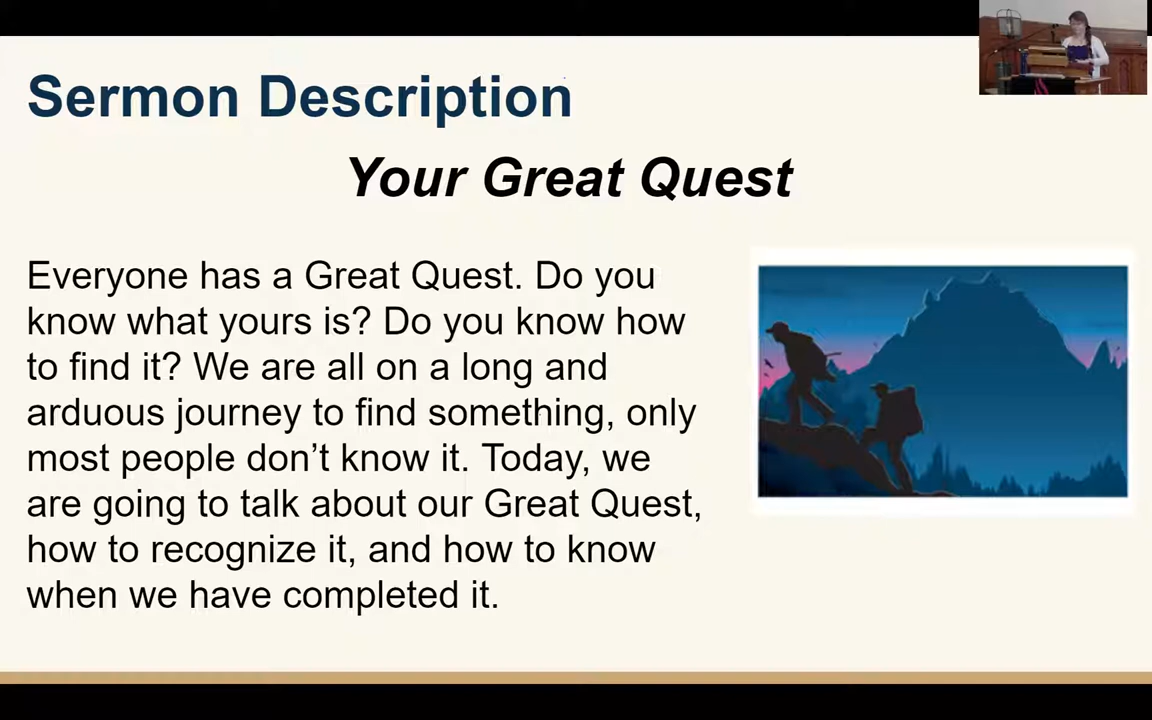 Sermon Description
Your Great Quest
Everyone has a Great Quest. Do you
know what yours is? Do you know how
to find it? We are all on a long and
arduous journey to find something, only
most people don’t know it. Today, we
are going to talk about our Great Quest,
how to recognize it, and how to know
when we have completed it.